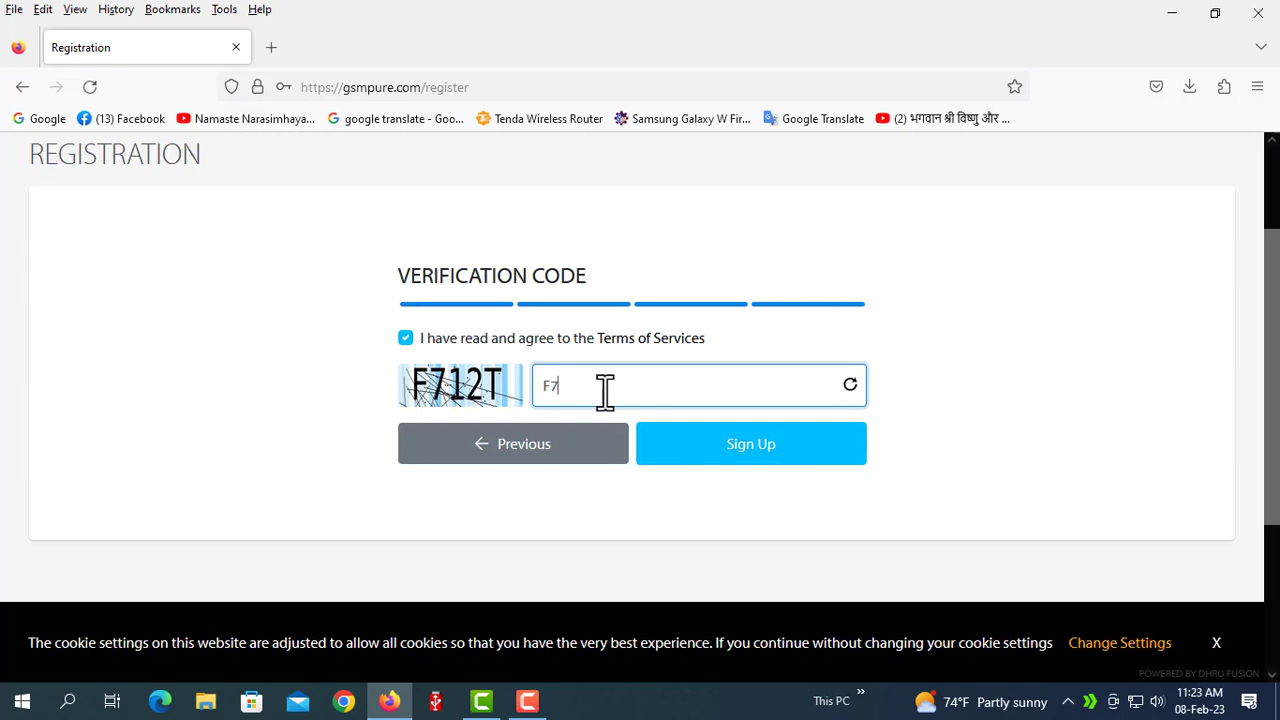 File Edit View History Bookmarks Tools Help
Registration
https://gsmpure.com/register
Google (13) Facebook Namaste Narasimhaya... google translate - Goo... Tenda Wireless Router Samsung Galaxy W Fir... Google Translate (2) भगवान श्री विष्णु और ...
REGISTRATION
VERIFICATION CODE
I have read and agree to the Terms of Services
F712T F7
Previous Sign Up
The cookie settings on this website are adjusted to allow all cookies so that you have the very best experience. If you continue without changing your cookie settings Change Settings X
POWERED BY DHRU FUSION
This PC 74°F Partly sunny 11:23 AM
08-Feb-23